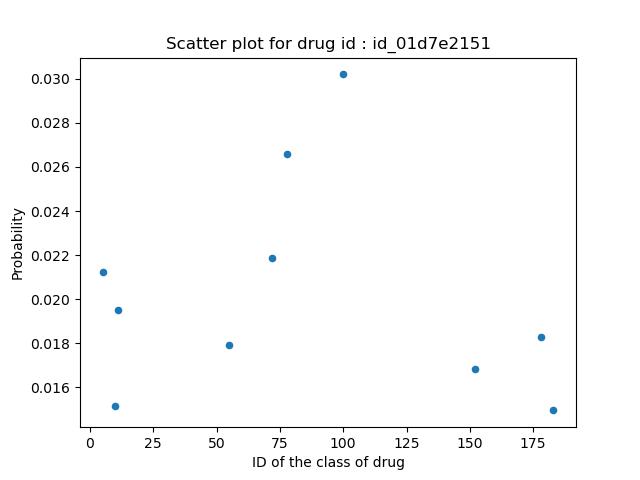 Scatter plot for drug id : id_01d7e2151
0.030
0.028
0.026
0.024
0.022
0.020
0.018
0.016
Probability
0 25 50 75 100 125 150 175
ID of the class of drug